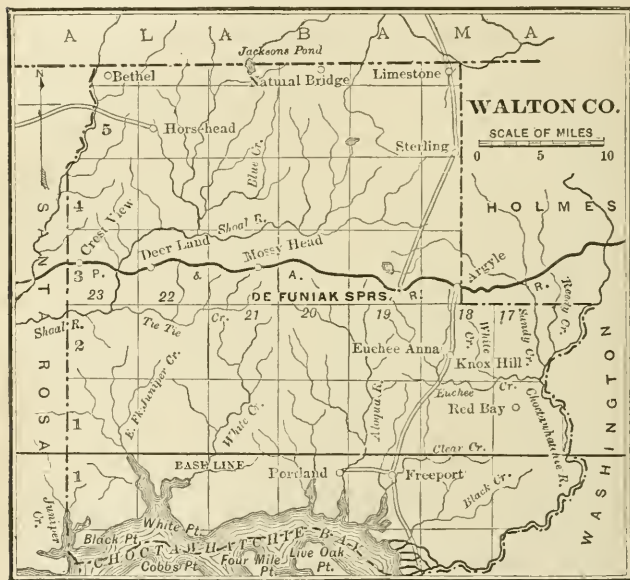 A L A B A M A
Jacksons Pond
Bethel
Natural Bridge
Limestone
WALTON CO.
SCALE OF MILES
0 5 10
N
5
Horsehead
Sterling
Blue Cr.
HOLMES
4
Crest View
Shoal R.
Deer Land
Mossy Head
Argyle
3 P. & A. R. R.
23 22 DE FUNIAK SPRS.
21 20 19 18 17
Reedy Cr.
Shoal R.
Tie Tie Cr.
Sandy Cr.
White Cr.
2
Euchee Anna
Knox Hill
SANTA ROSA
E. Fk. Juniper Cr.
White Cr.
Alaqua R.
Euchee Cr.
Red Bay
Choctawhatchee R.
WASHINGTON
1
Clear Cr.
BASE LINE
Portland
Freeport
1
Black Cr.
Juniper Cr.
White Pt.
Black Pt.
CHOCTAWHATCHIE BAY
Live Oak Pt.
Four Mile Pt.
Cobbs Pt.